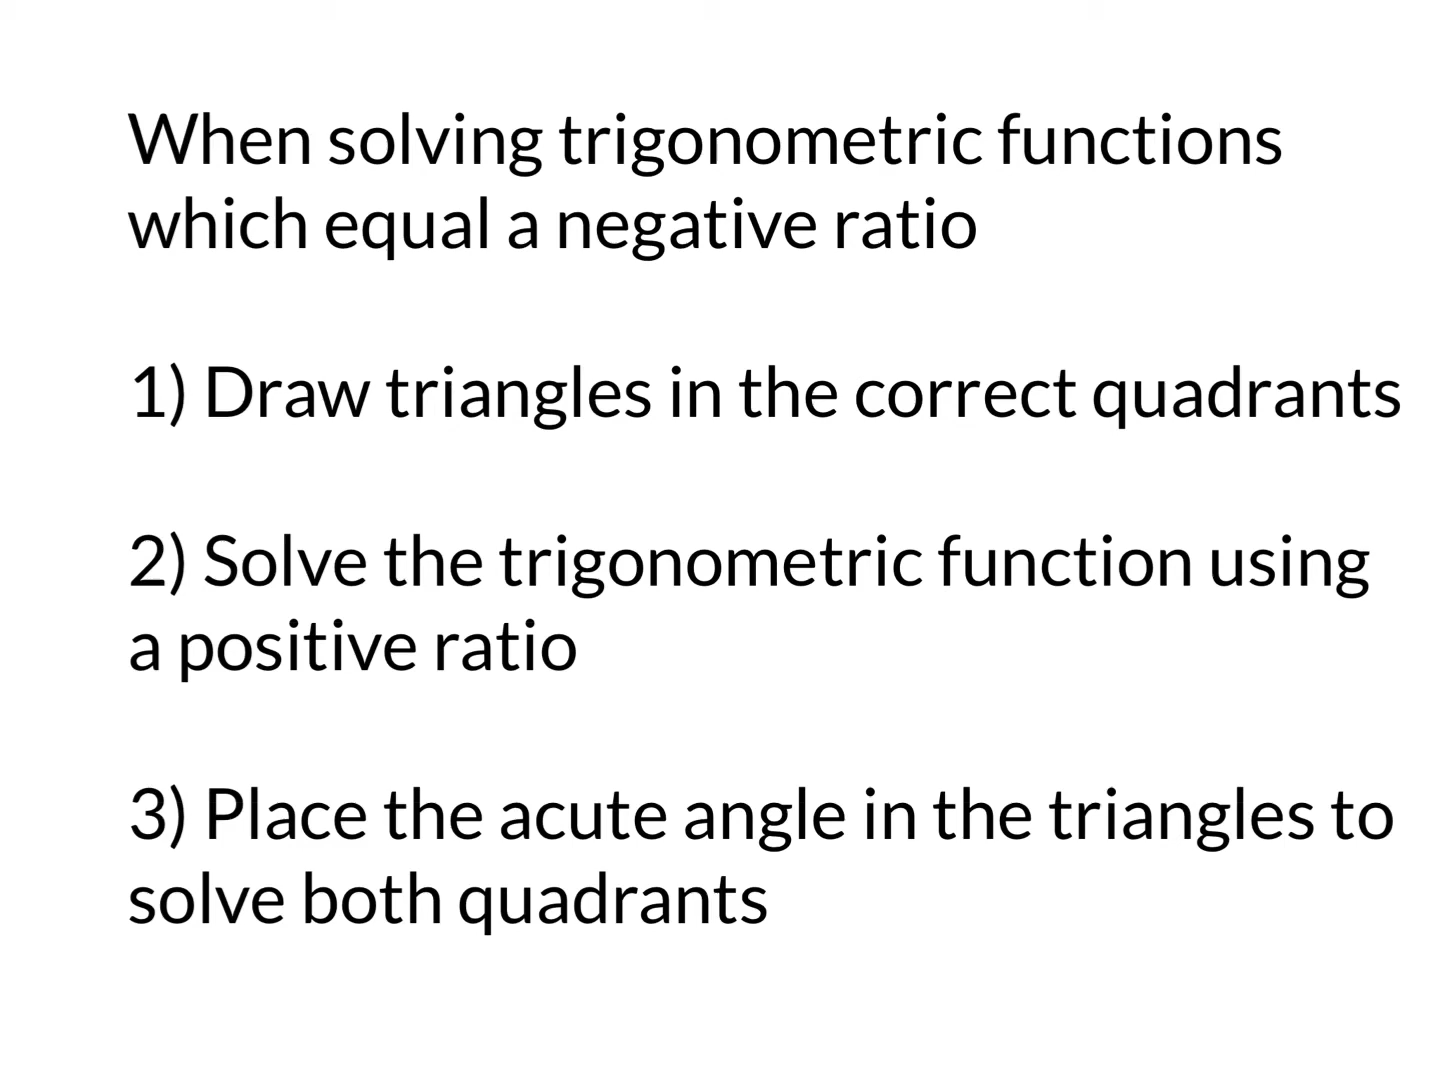 When solving trigonometric functions
which equal a negative ratio
1) Draw triangles in the correct quadrants
2) Solve the trigonometric function using
a positive ratio
3) Place the acute angle in the triangles to
solve both quadrants